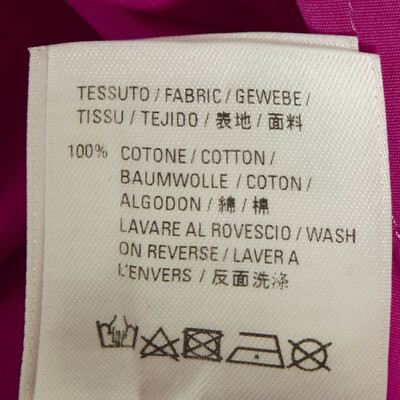 TESSUTO / FABRIC / GEWEBE /
TISSU / TEJIDO / 表地 / 面料
100% COTONE / COTTON /
BAUMWOLLE / COTON /
ALGODON / 綿 / 棉
LAVARE AL ROVESCIO / WASH
ON REVERSE / LAVER A
L'ENVERS / 反面洗涤